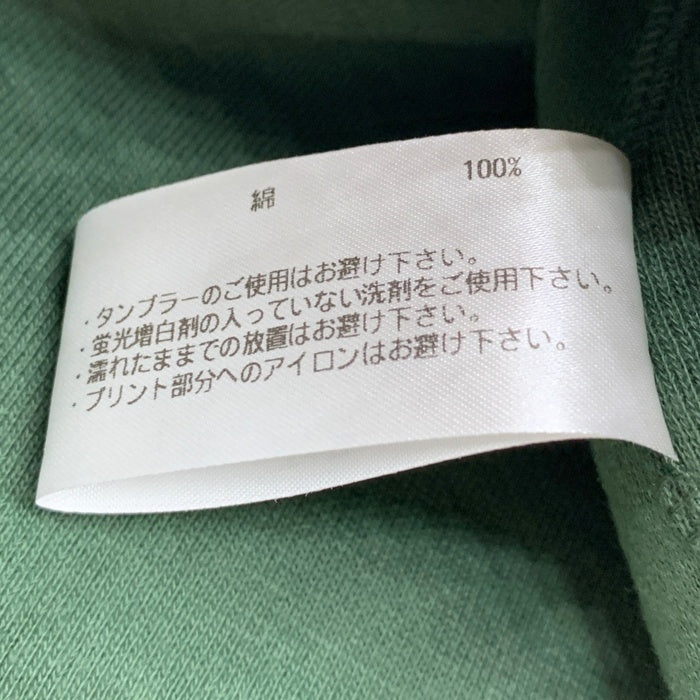 綿 100%
・タンブラーのご使用はお避け下さい。
・蛍光増白剤の入っていない洗剤をご使用下さい。
・濡れたままでの放置はお避け下さい。
・プリント部分へのアイロンはお避け下さい。